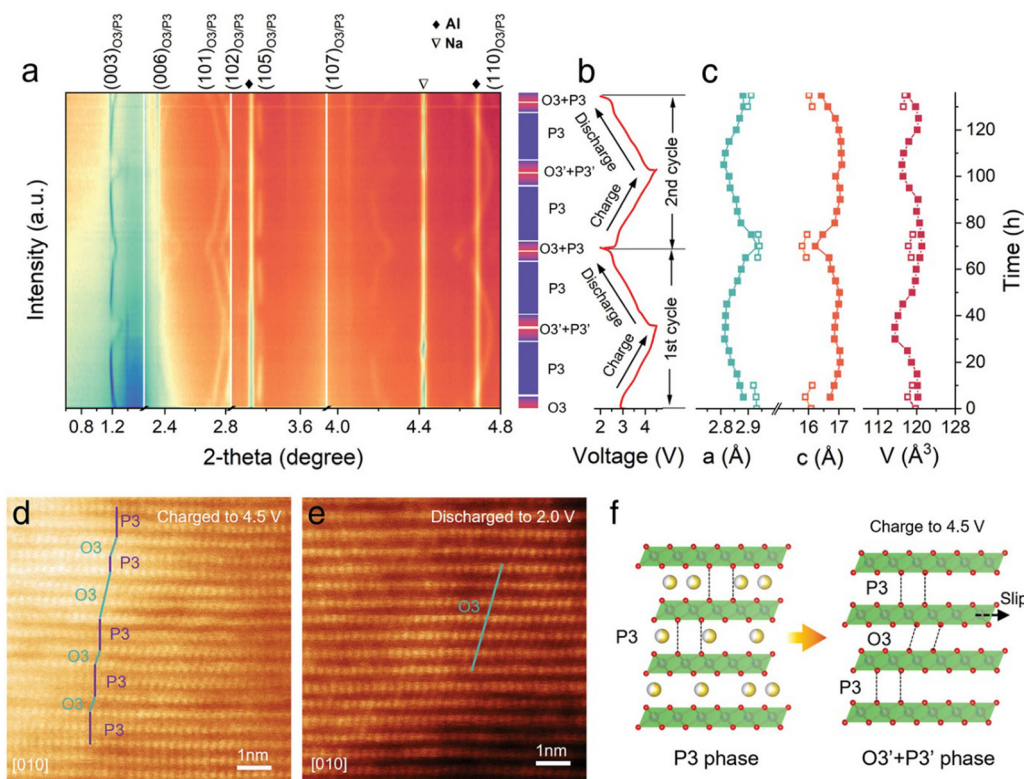 a
(003)O3/P3
(006)O3/P3
(101)O3/P3
(102)O3/P3
(105)O3/P3
(107)O3/P3
(110)O3/P3
♦ Al
▽ Na
Intensity (a.u.)
0.8 1.2 2.4 2.8 3.6 4.0 4.4 4.8
2-theta (degree)
O3+P3
P3
O3'+P3'
P3
O3+P3
P3
O3'+P3'
P3
O3
b
Discharge
Charge
2nd cycle
Discharge
Charge
1st cycle
2 3 4
Voltage (V)
c
2.8 2.9
a (Å)
16 17
c (Å)
112 120 128
V (Å³)
120
100
80
60
40
20
0
Time (h)
d
Charged to 4.5 V
P3
O3
P3
O3
P3
O3
P3
O3
P3
[010]
1nm
e
Discharged to 2.0 V
O3
[010]
1nm
f
Charge to 4.5 V
P3
P3
Slip
O3
P3
P3 phase
O3'+P3' phase